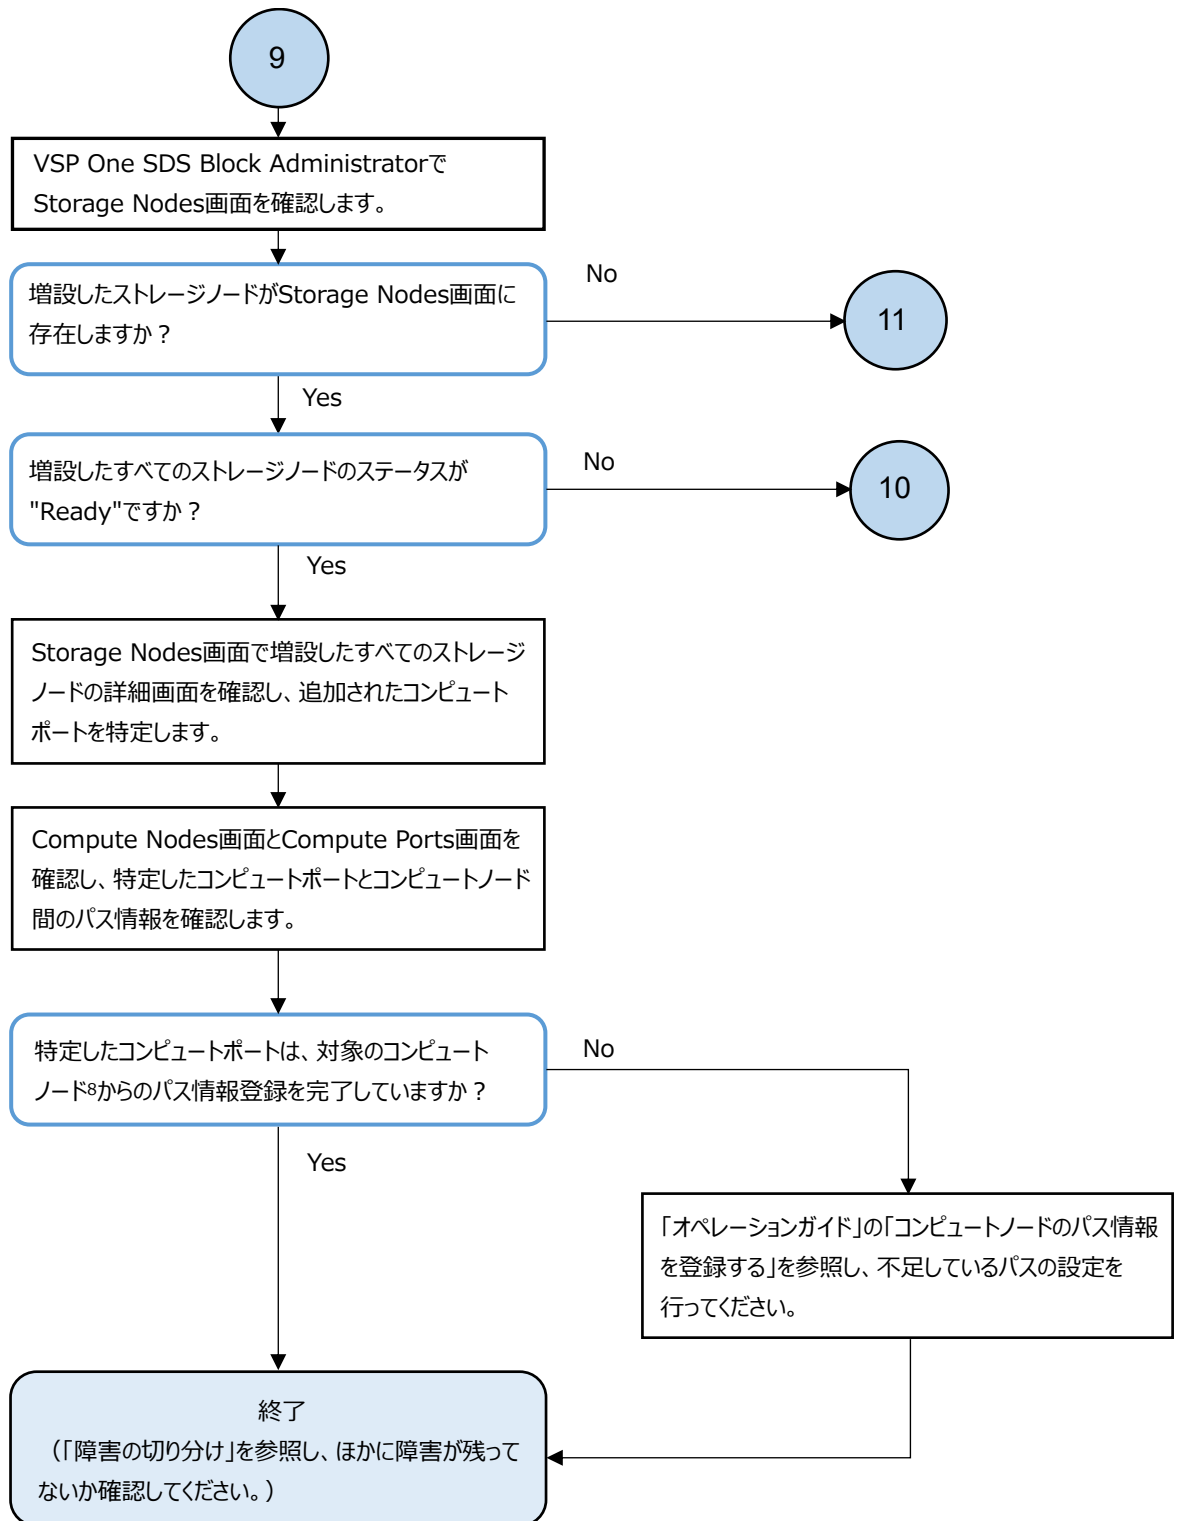 9
VSP One SDS Block Administratorで
Storage Nodes画面を確認します。
増設したストレージノードがStorage Nodes画面に
存在しますか？
No
11
Yes
増設したすべてのストレージノードのステータスが
"Ready"ですか？
No
10
Yes
Storage Nodes画面で増設したすべてのストレージ
ノードの詳細画面を確認し、追加されたコンピュート
ポートを特定します。
Compute Nodes画面とCompute Ports画面を
確認し、特定したコンピュートポートとコンピュートノード
間のパス情報を確認します。
特定したコンピュートポートは、対象のコンピュート
ノード8からのパス情報登録を完了していますか？
No
Yes
「オペレーションガイド」の「コンピュートノードのパス情報
を登録する」を参照し、不足しているパスの設定を
行ってください。
終了
（「障害の切り分け」を参照し、ほかに障害が残って
ないか確認してください。）